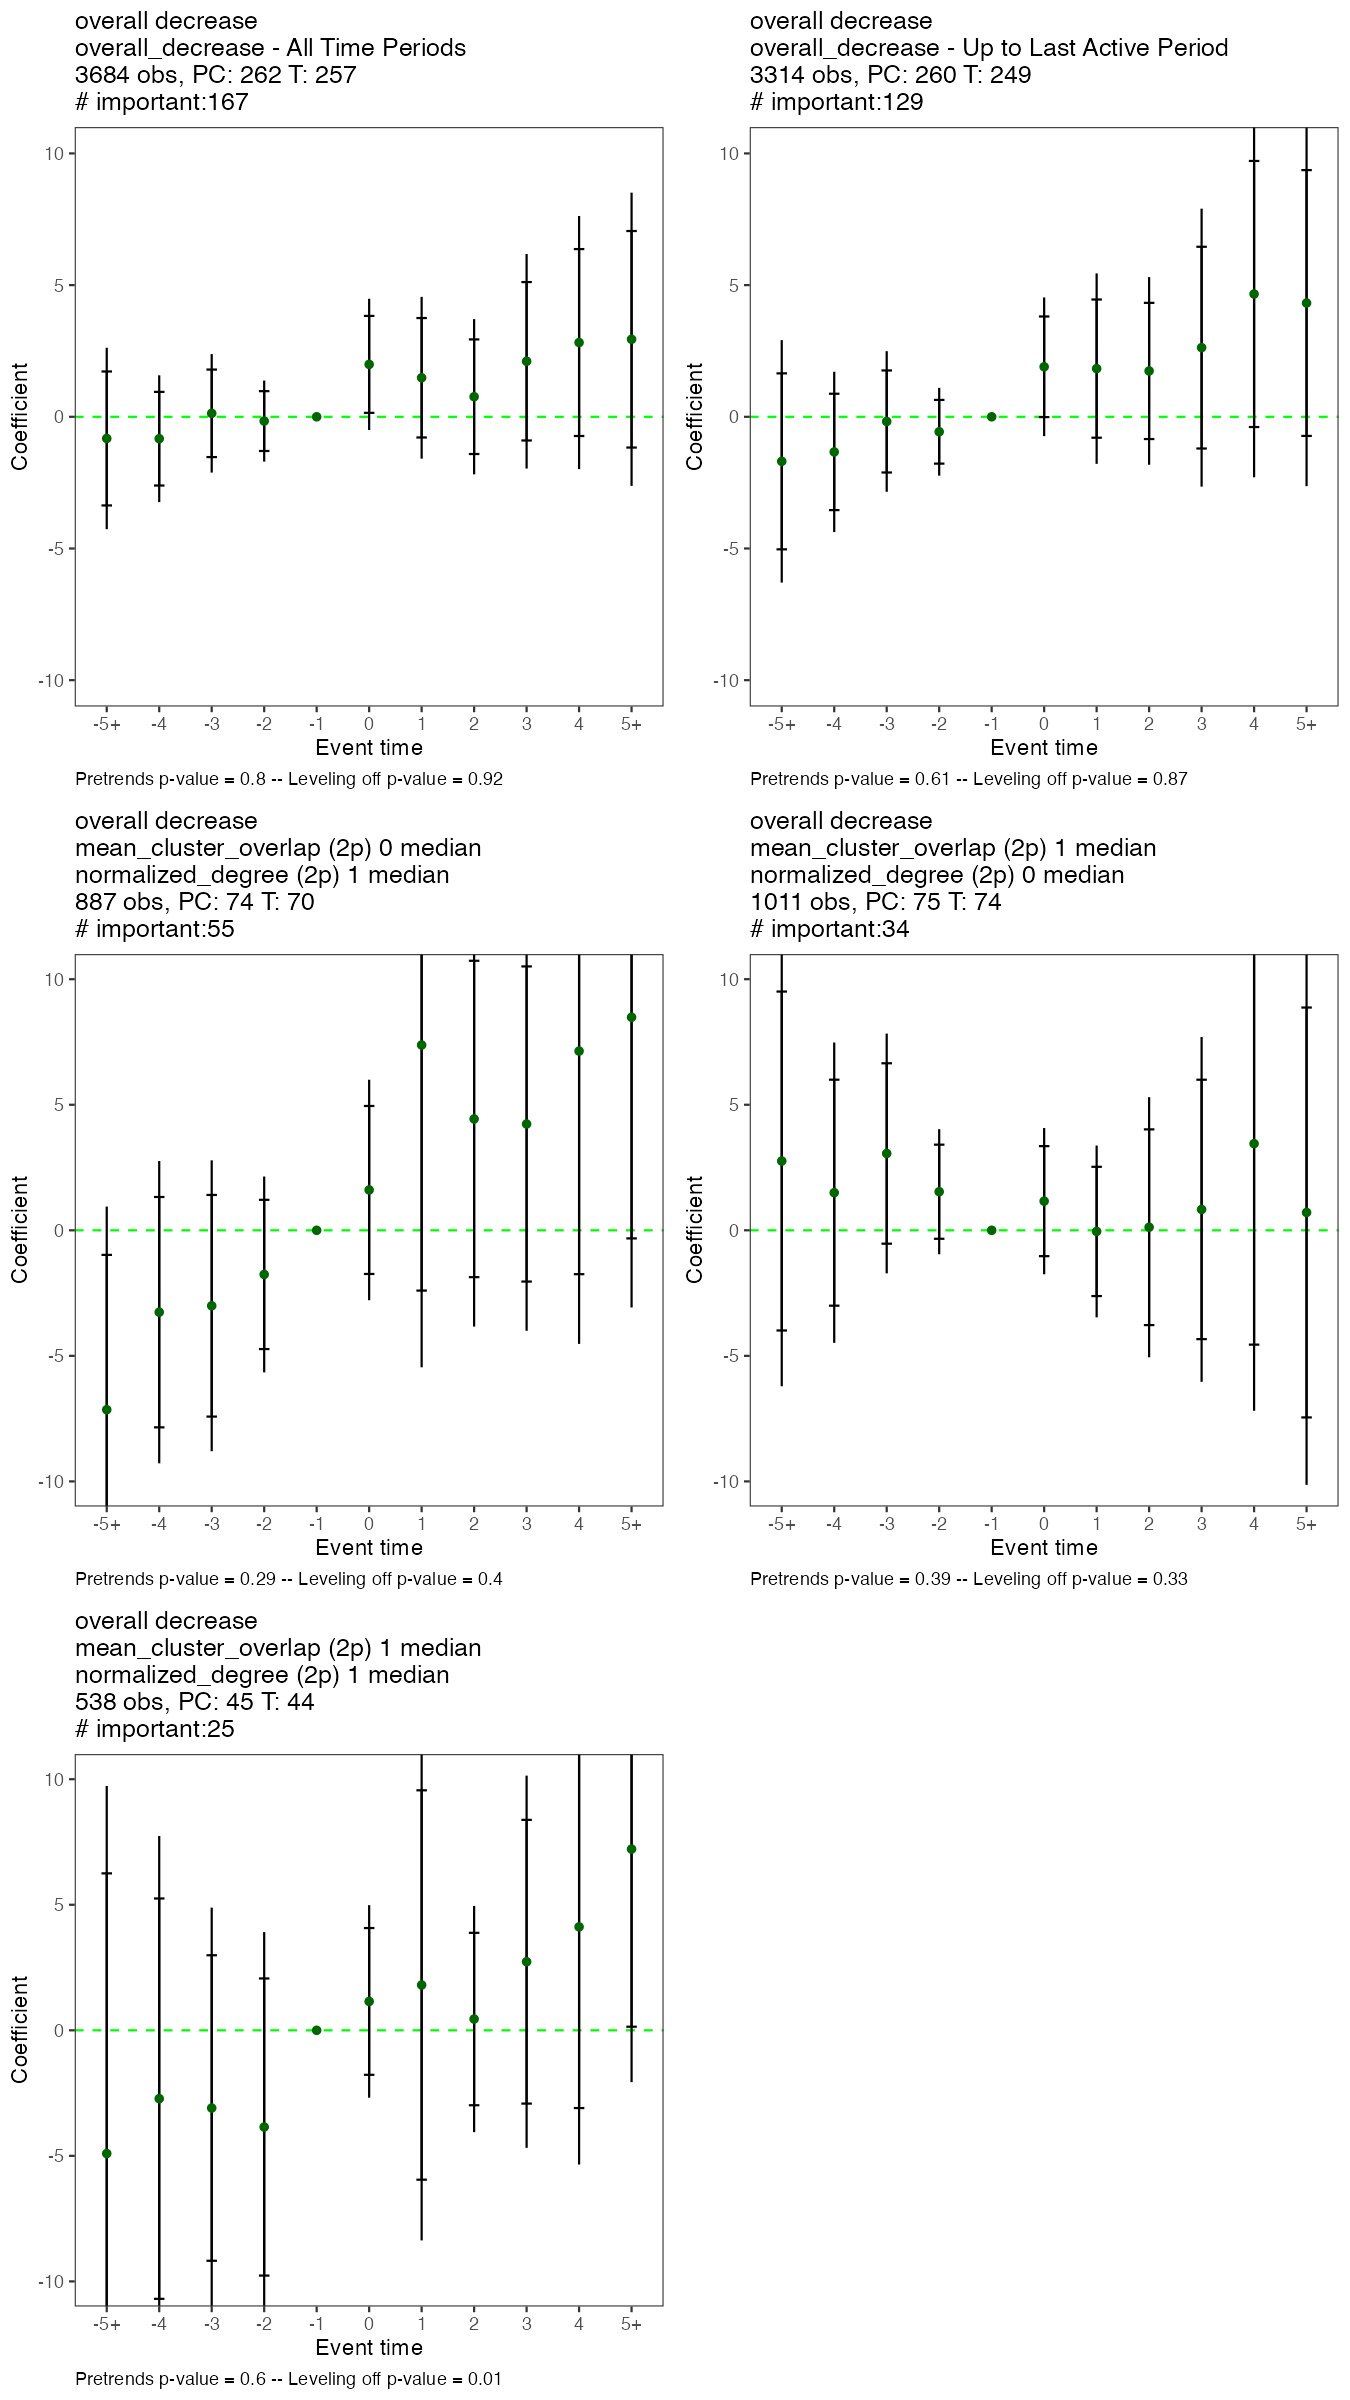 overall decrease
overall_decrease - All Time Periods
3684 obs, PC: 262 T: 257
# important:167
10
5
0
-5
-10
Coefficient
-5+ -4 -3 -2 -1 0 1 2 3 4 5+
Event time
Pretrends p-value = 0.8 -- Leveling off p-value = 0.92
overall decrease
overall_decrease - Up to Last Active Period
3314 obs, PC: 260 T: 249
# important:129
10
5
0
-5
-10
Coefficient
-5+ -4 -3 -2 -1 0 1 2 3 4 5+
Event time
Pretrends p-value = 0.61 -- Leveling off p-value = 0.87
overall decrease
mean_cluster_overlap (2p) 0 median
normalized_degree (2p) 1 median
887 obs, PC: 74 T: 70
# important:55
10
5
0
-5
-10
Coefficient
-5+ -4 -3 -2 -1 0 1 2 3 4 5+
Event time
Pretrends p-value = 0.29 -- Leveling off p-value = 0.4
overall decrease
mean_cluster_overlap (2p) 1 median
normalized_degree (2p) 0 median
1011 obs, PC: 75 T: 74
# important:34
10
5
0
-5
-10
Coefficient
-5+ -4 -3 -2 -1 0 1 2 3 4 5+
Event time
Pretrends p-value = 0.39 -- Leveling off p-value = 0.33
overall decrease
mean_cluster_overlap (2p) 1 median
normalized_degree (2p) 1 median
538 obs, PC: 45 T: 44
# important:25
10
5
0
-5
-10
Coefficient
-5+ -4 -3 -2 -1 0 1 2 3 4 5+
Event time
Pretrends p-value = 0.6 -- Leveling off p-value = 0.01